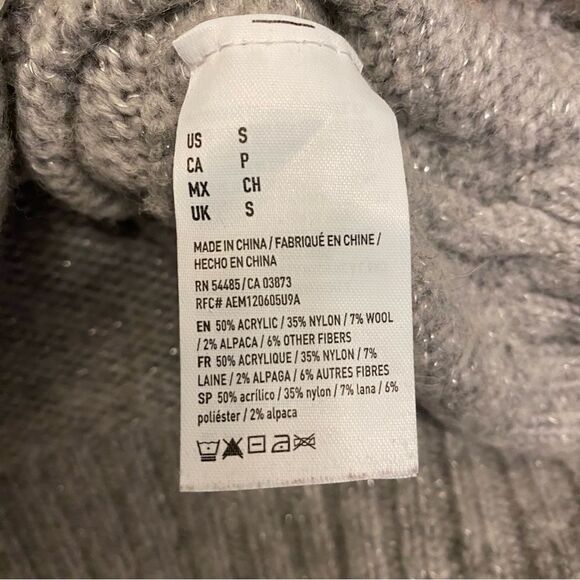 US S
CA P
MX CH
UK S
MADE IN CHINA / FABRIQUÉ EN CHINE /
HECHO EN CHINA
RN 54485 / CA 03873
RFC# AEM120605U9A
EN 50% ACRYLIC / 35% NYLON / 7% WOOL
/ 2% ALPACA / 6% OTHER FIBERS
FR 50% ACRYLIQUE / 35% NYLON / 7%
LAINE / 2% ALPAGA / 6% AUTRES FIBRES
SP 50% acrílico / 35% nylon / 7% lana / 6%
poliéster / 2% alpaca